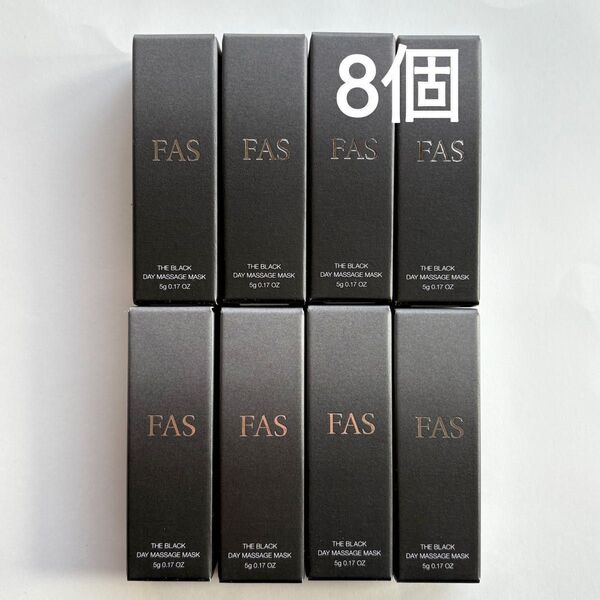 8個
FAS
THE BLACK
DAY MASSAGE MASK
5g 0.17 OZ
FAS
THE BLACK
DAY MASSAGE MASK
5g 0.17 OZ
FAS
THE BLACK
DAY MASSAGE MASK
5g 0.17 OZ
FAS
THE BLACK
DAY MASSAGE MASK
5g 0.17 OZ
FAS
THE BLACK
DAY MASSAGE MASK
5g 0.17 OZ
FAS
THE BLACK
DAY MASSAGE MASK
5g 0.17 OZ
FAS
THE BLACK
DAY MASSAGE MASK
5g 0.17 OZ
FAS
THE BLACK
DAY MASSAGE MASK
5g 0.17 OZ